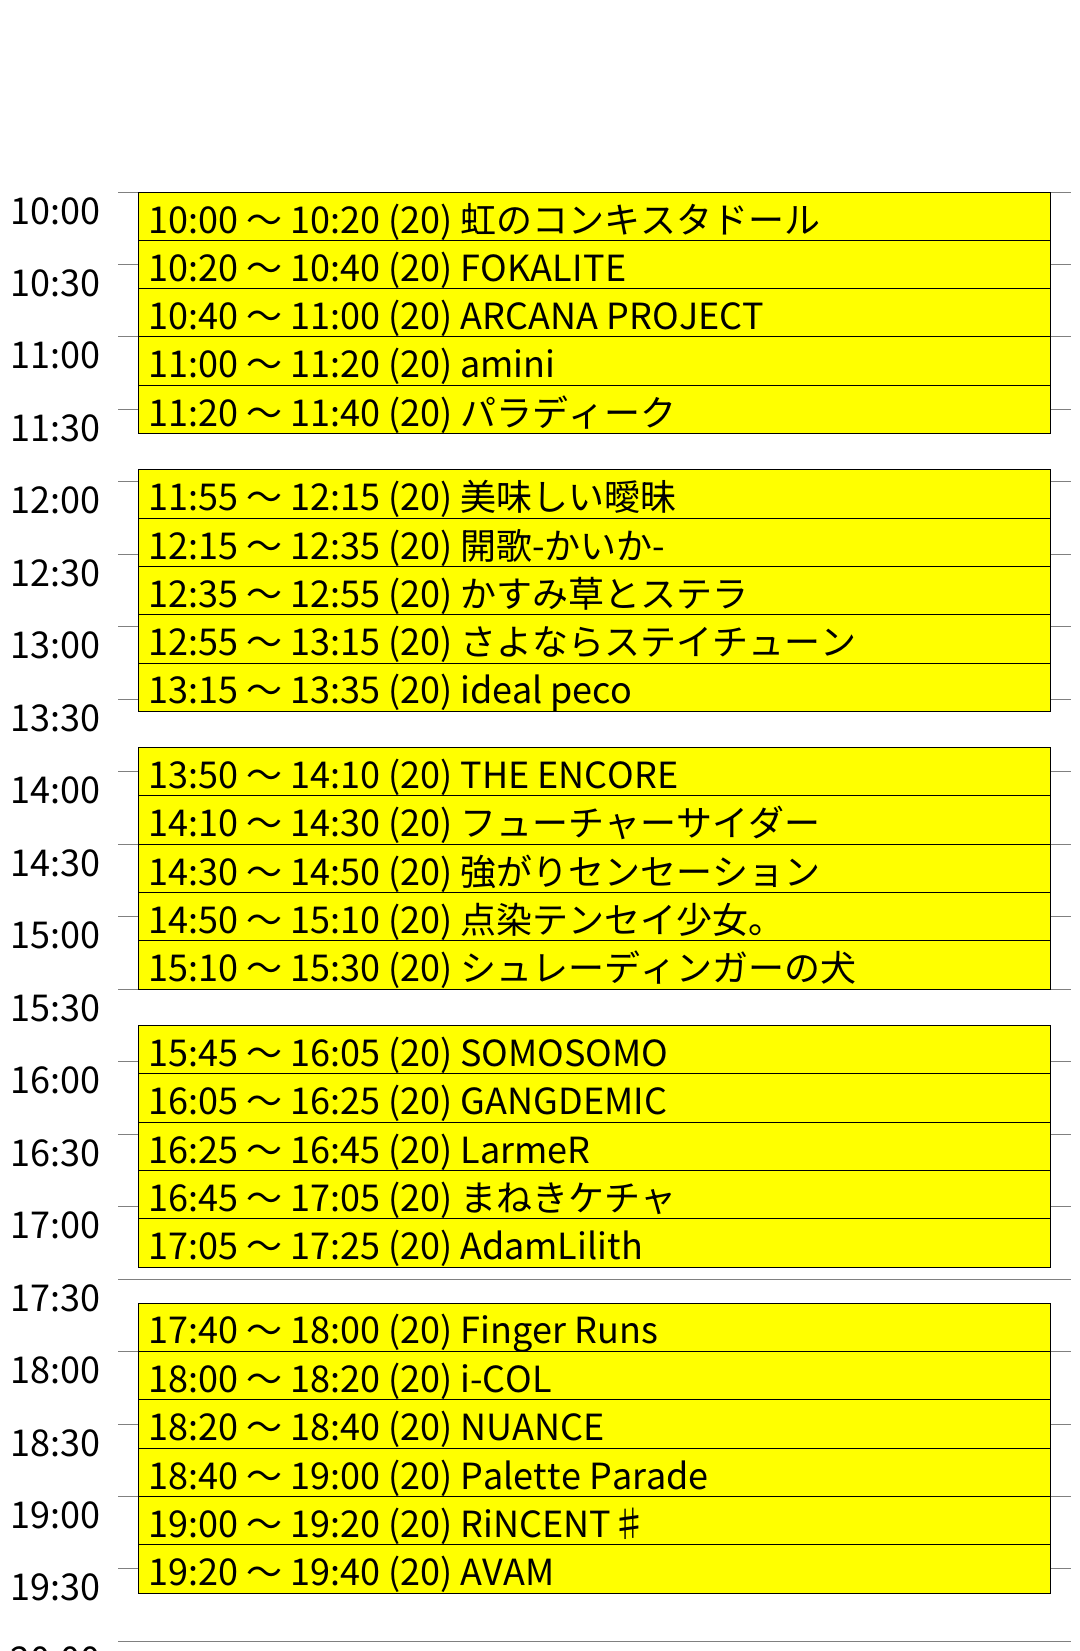 10:00
10:00 ～ 10:20 (20) 虹のコンキスタドール
10:20 ～ 10:40 (20) FOKALITE
10:30
10:40 ～ 11:00 (20) ARCANA PROJECT
11:00
11:00 ～ 11:20 (20) amini
11:20 ～ 11:40 (20) パラディーク
11:30
12:00
11:55 ～ 12:15 (20) 美味しい曖昧
12:15 ～ 12:35 (20) 開歌-かいか-
12:30
12:35 ～ 12:55 (20) かすみ草とステラ
13:00
12:55 ～ 13:15 (20) さよならステイチューン
13:15 ～ 13:35 (20) ideal peco
13:30
13:50 ～ 14:10 (20) THE ENCORE
14:00
14:10 ～ 14:30 (20) フューチャーサイダー
14:30
14:30 ～ 14:50 (20) 強がりセンセーション
14:50 ～ 15:10 (20) 点染テンセイ少女。
15:00
15:10 ～ 15:30 (20) シュレーディンガーの犬
15:30
15:45 ～ 16:05 (20) SOMOSOMO
16:00
16:05 ～ 16:25 (20) GANGDEMIC
16:25 ～ 16:45 (20) LarmeR
16:30
16:45 ～ 17:05 (20) まねきケチャ
17:00
17:05 ～ 17:25 (20) AdamLilith
17:30
17:40 ～ 18:00 (20) Finger Runs
18:00
18:00 ～ 18:20 (20) i-COL
18:20 ～ 18:40 (20) NUANCE
18:30
18:40 ～ 19:00 (20) Palette Parade
19:00
19:00 ～ 19:20 (20) RiNCENT♯
19:20 ～ 19:40 (20) AVAM
19:30